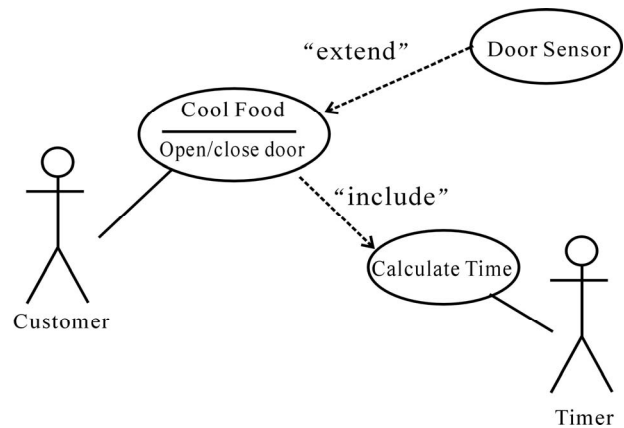 Door Sensor
“extend”
Cool Food
Open/close door
“include”
Calculate Time
Customer
Timer